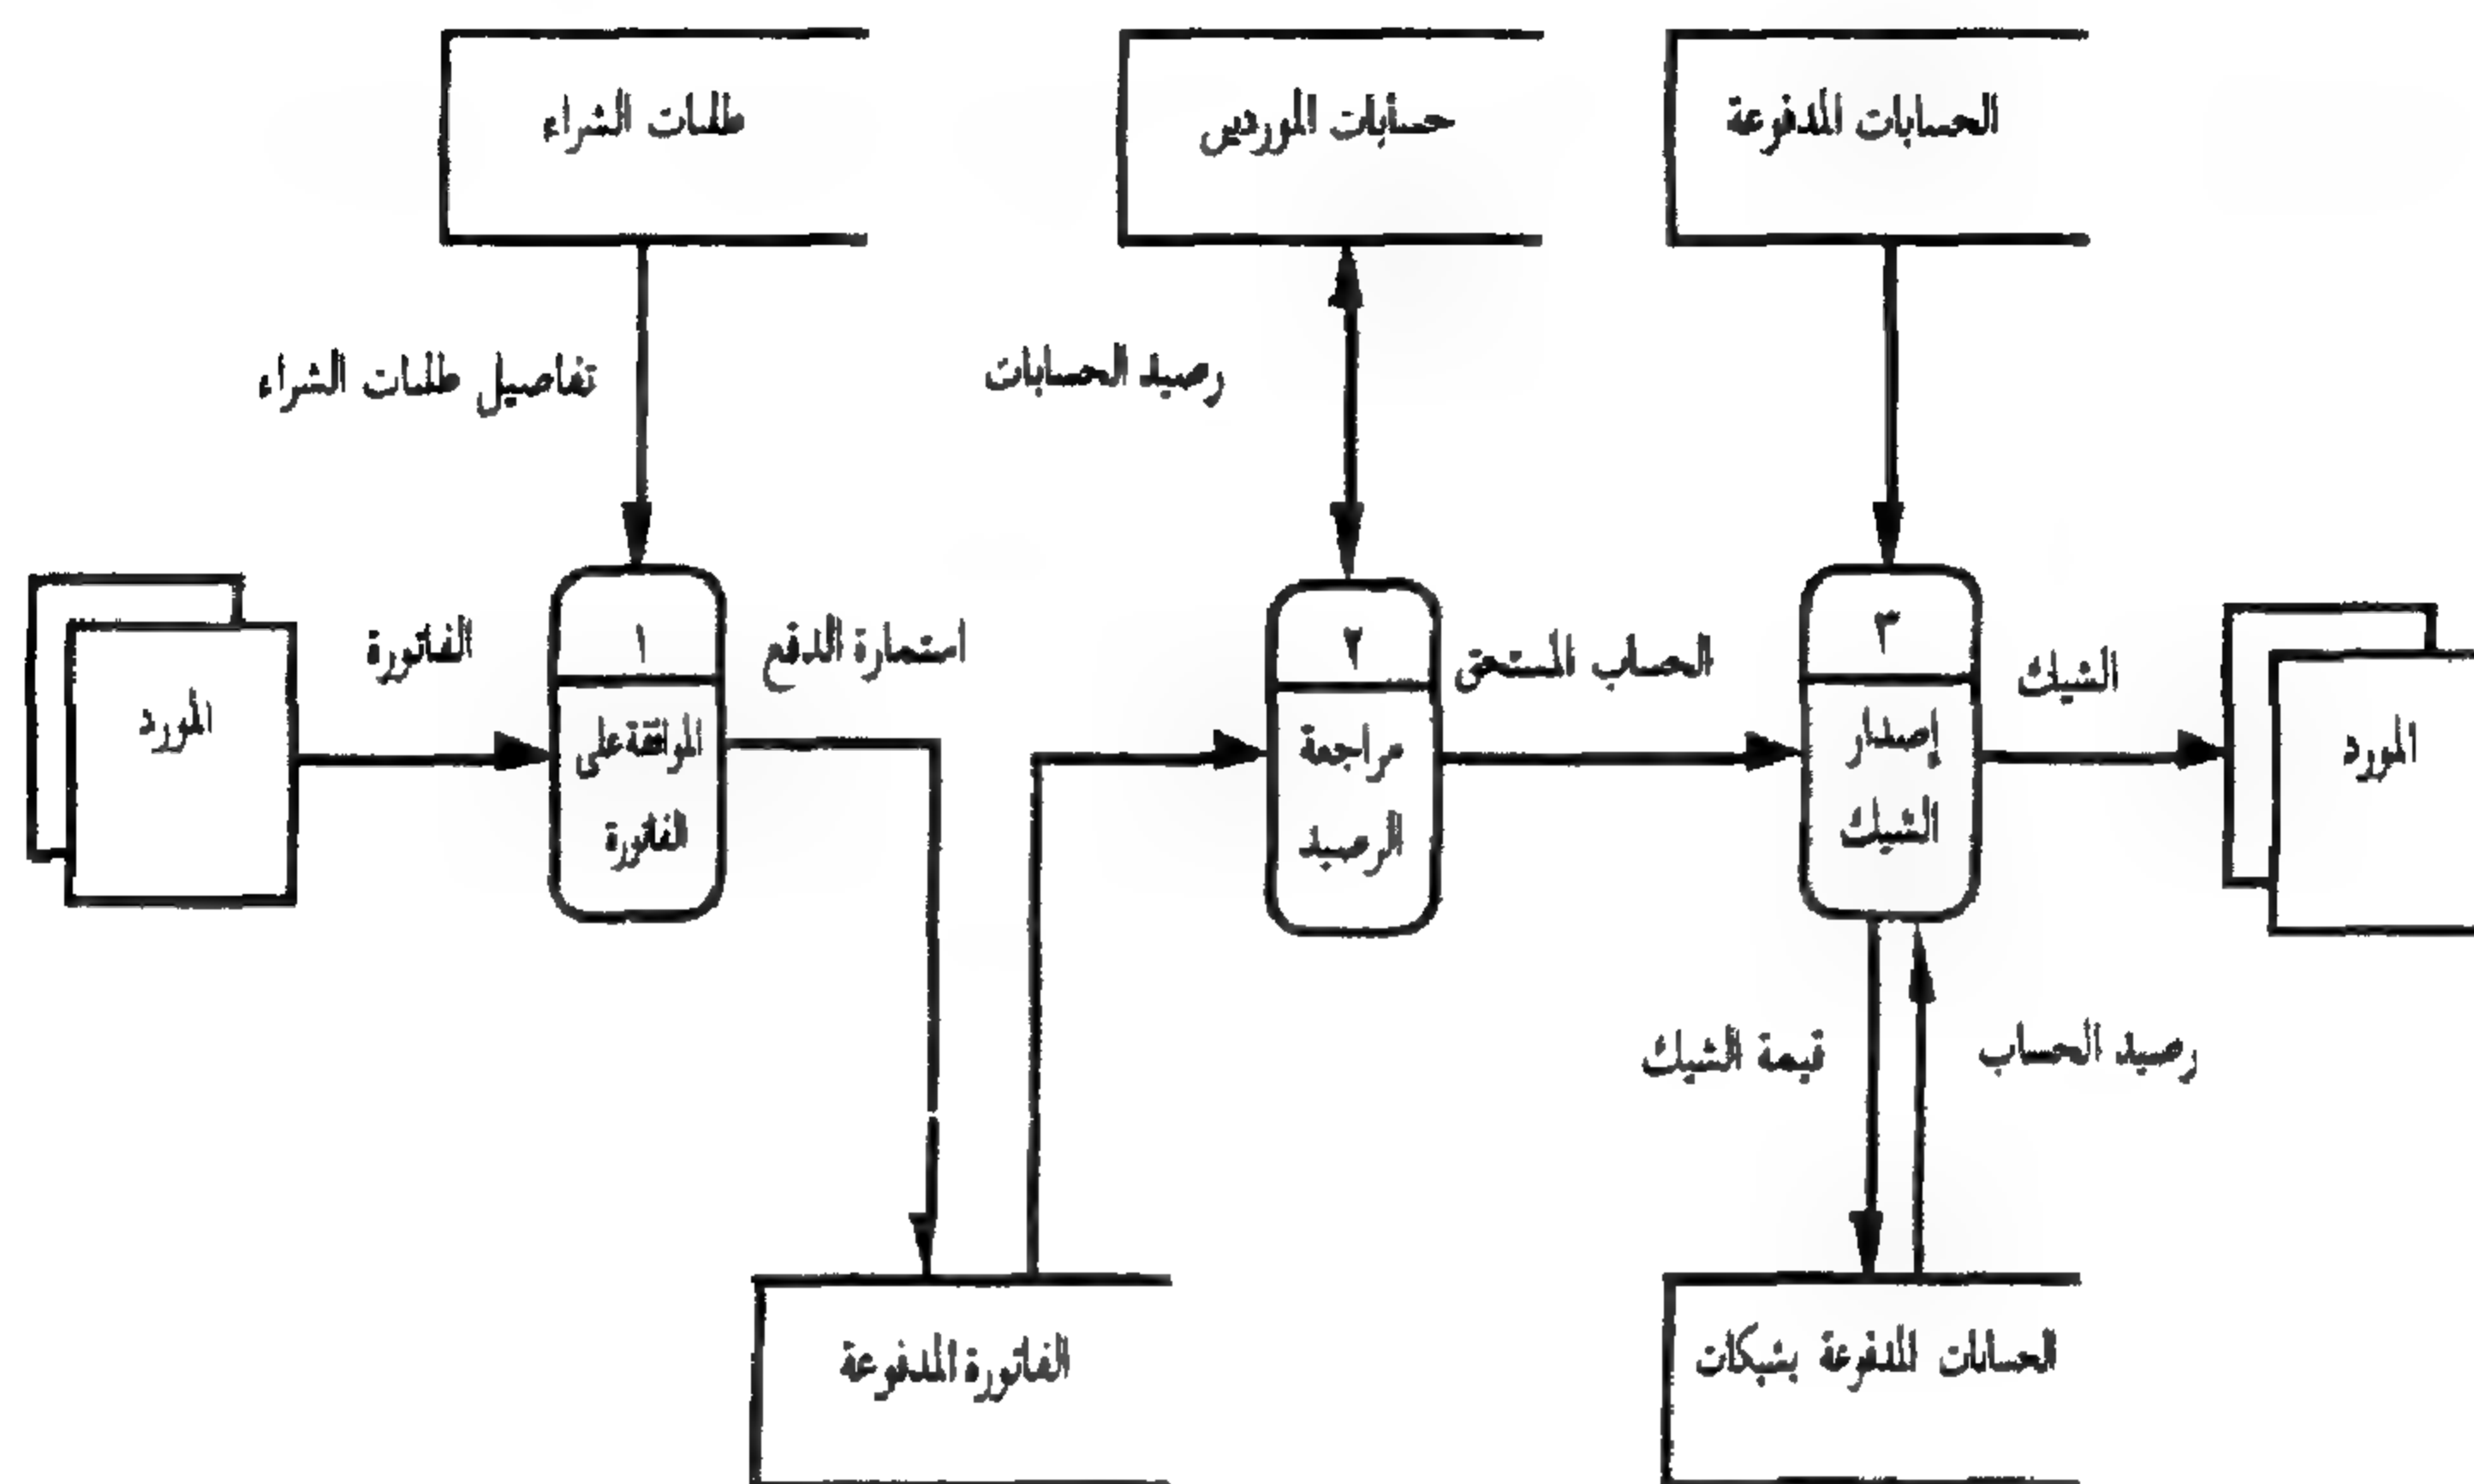 طلبات الشراء
حسابات الموردين
الحسابات المدفوعة
تفاصيل طلبات الشراء
رصيد الحسابات
المورد
الفاتورة
١
الموافقة على
الفاتورة
استمارة الدفع
٢
مراجعة
الرصيد
الحساب المستحق
٣
إصدار
الشيك
الشيك
المورد
قيمة الشيك
رصيد الحساب
الفاتورة المدفوعة
الحسابات المدفوعة بشيكات